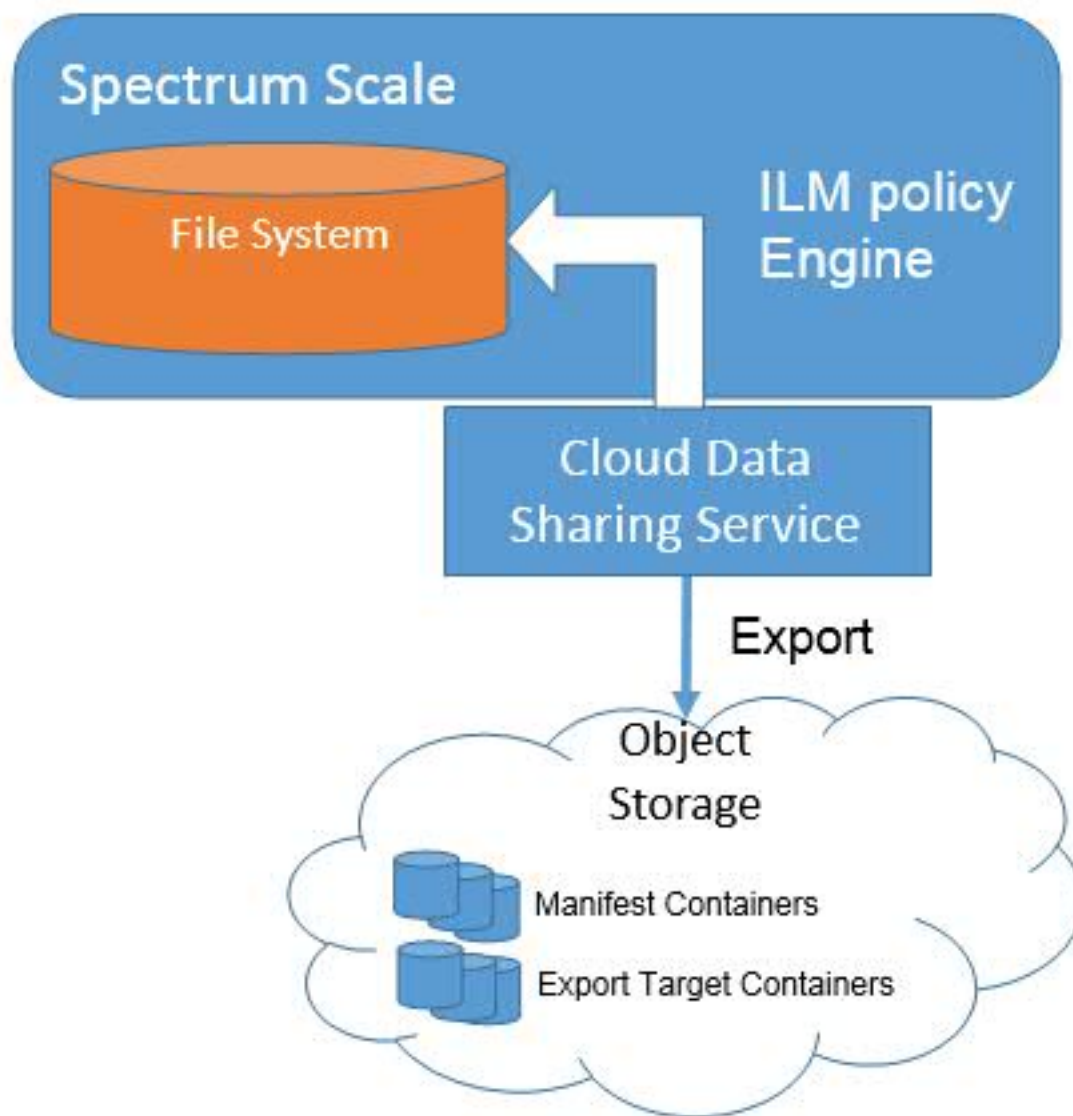 Spectrum Scale
File System
ILM policy
Engine
Cloud Data
Sharing Service
Export
Object
Storage
Manifest Containers
Export Target Containers